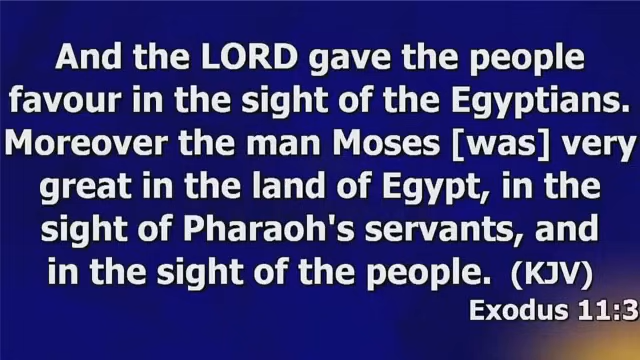 And the LORD gave the people
favour in the sight of the Egyptians.
Moreover the man Moses [was] very
great in the land of Egypt, in the
sight of Pharaoh's servants, and
in the sight of the people. (KJV)
Exodus 11:3